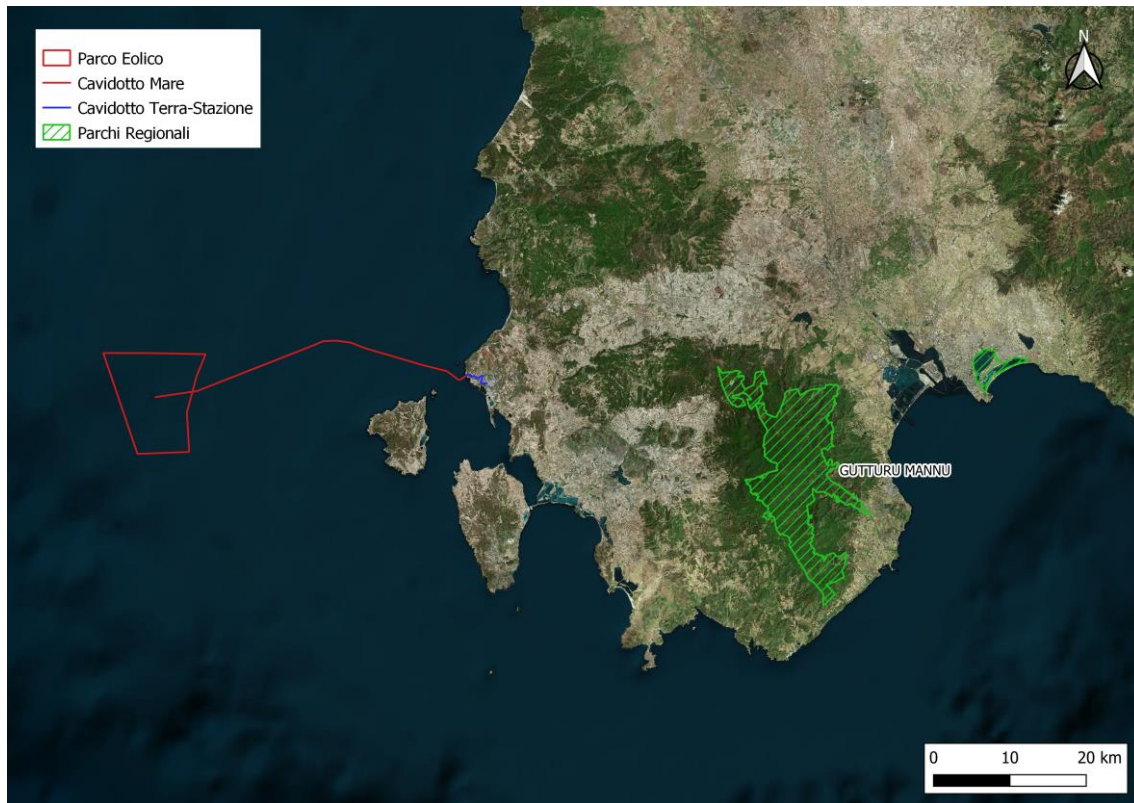 Parco Eolico
Cavidotto Mare
Cavidotto Terra-Stazione
Parchi Regionali
N
GUTTURU MANNU
0 10 20 km